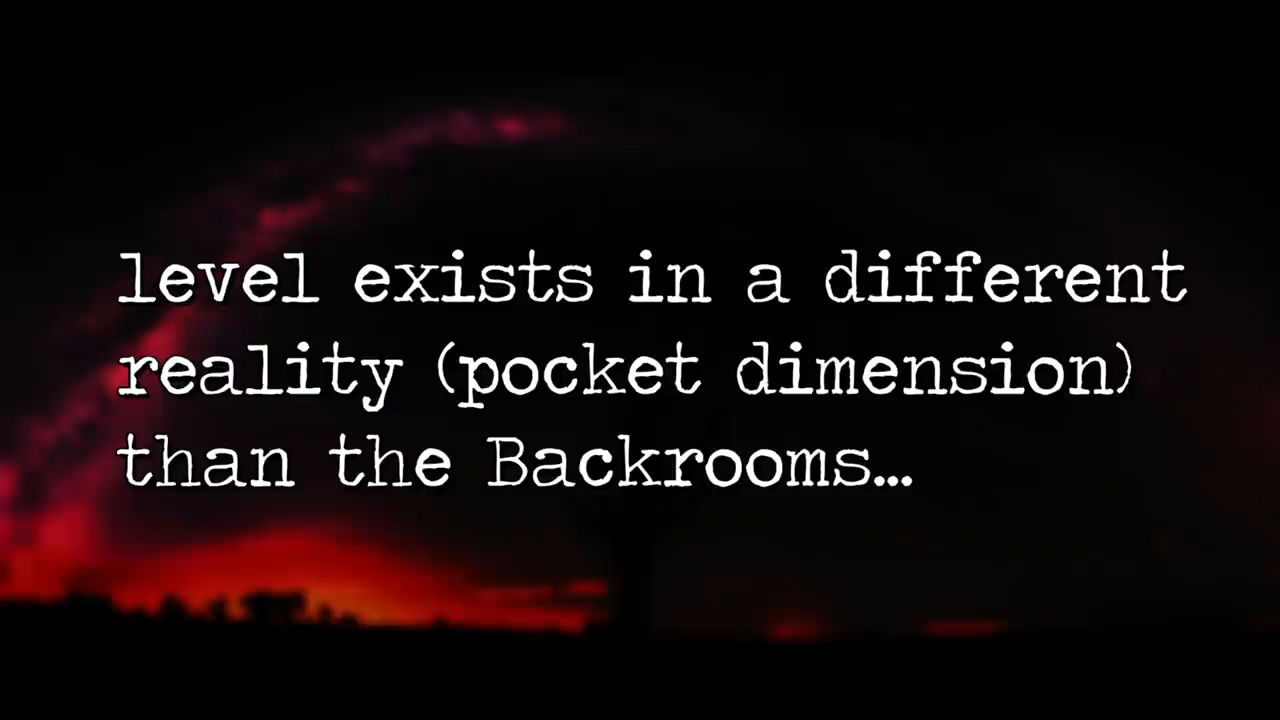 level exists in a different
reality (pocket dimension)
than the Backrooms...